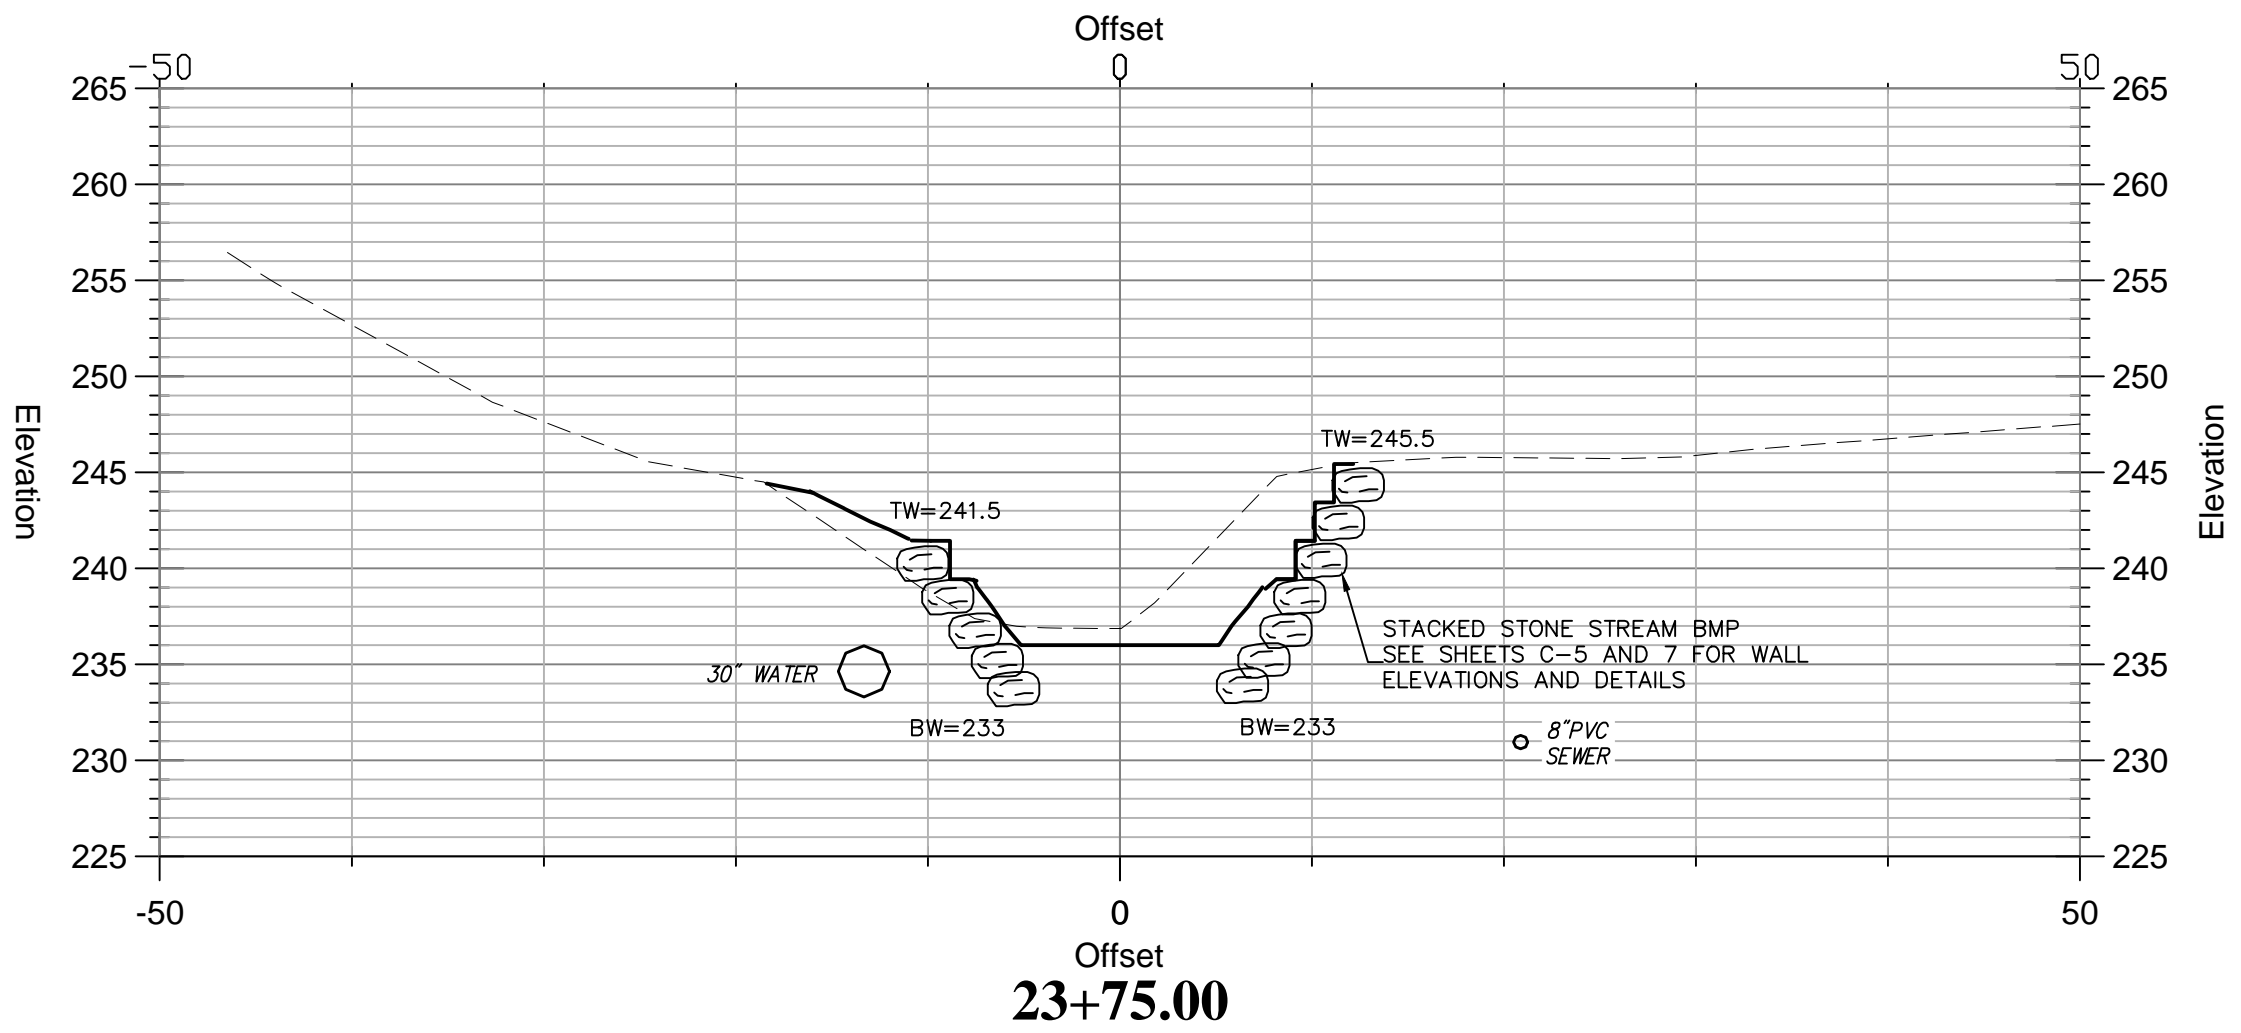 Offset
-50 0 50
265 265
260 260
255 255
250 250
245 245
240 240
235 235
230 230
225 225
Elevation
Elevation
TW=245.5
TW=241.5
STACKED STONE STREAM BMP
SEE SHEETS C-5 AND 7 FOR WALL
ELEVATIONS AND DETAILS
30" WATER
BW=233
BW=233
8"PVC
SEWER
-50 0 50
Offset
23+75.00